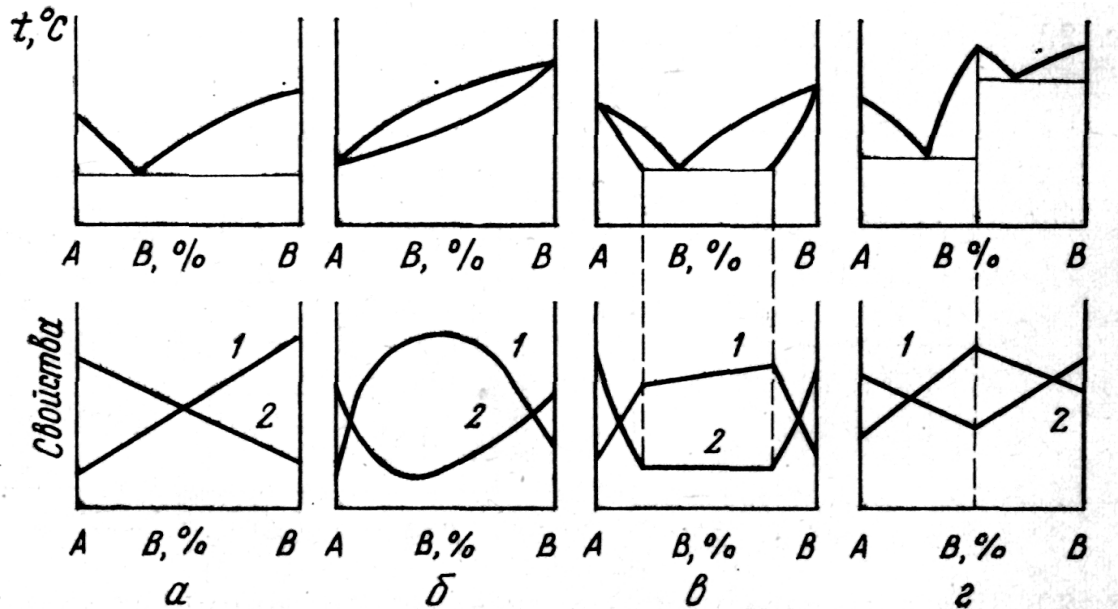 t,°C
A B, % B A B, % B A B, % B A B % B
Свойства
1 2 1 2 1 2 1 2
A B, % B A B, % B A B, % B A B, % B
а б в г